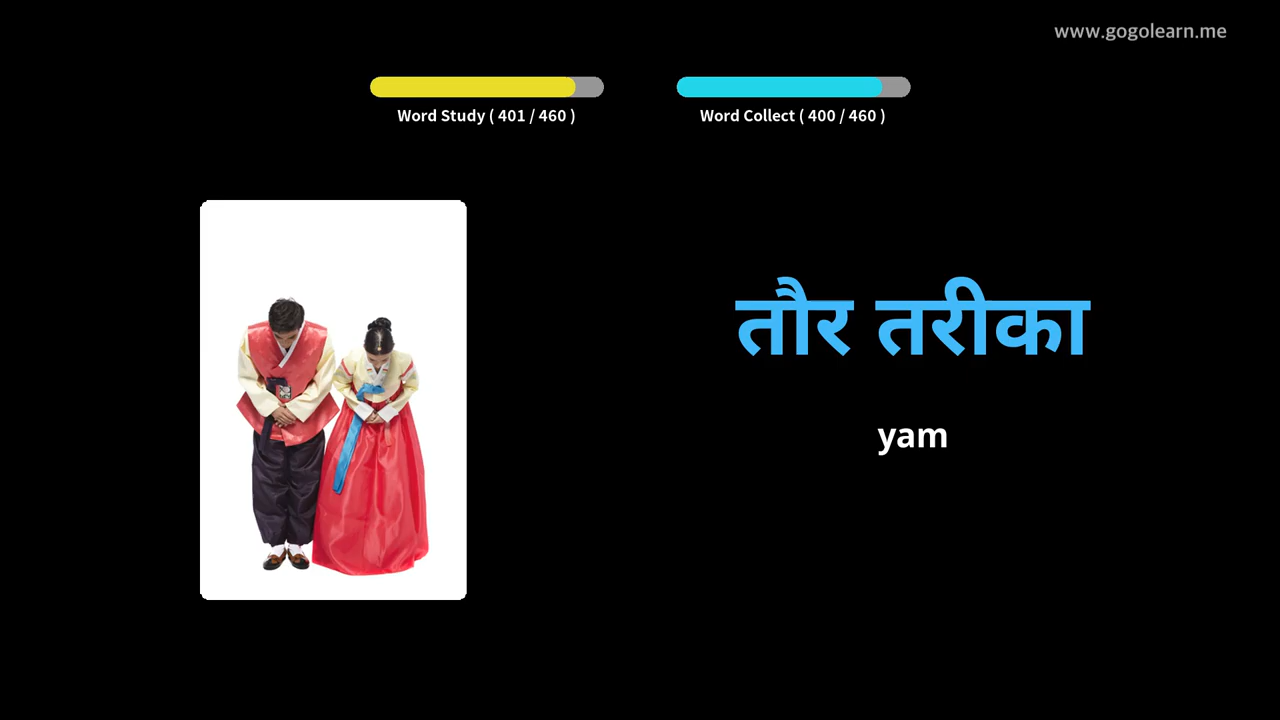 www.gogolearn.me
Word Study ( 401 / 460 )
Word Collect ( 400 / 460 )
तौर तरीका
yam